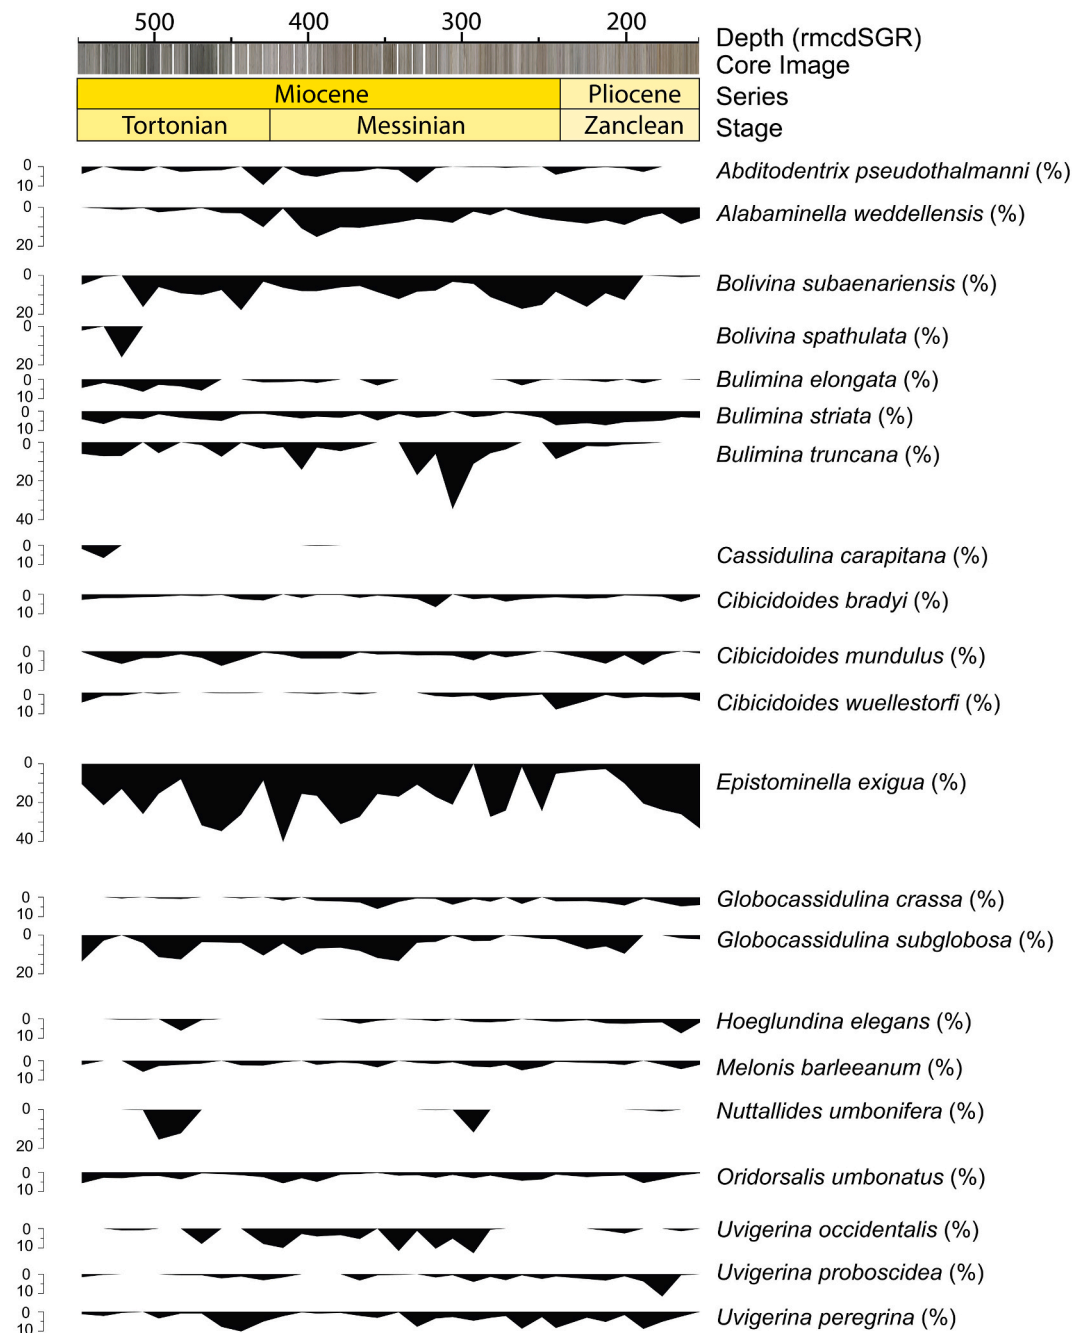 500 400 300 200
Depth (rmcdSGR)
Core Image
Miocene Pliocene Series
Tortonian Messinian Zanclean Stage
0
10
Abditodentrix pseudothalmanni (%)
0
20
Alabaminella weddellensis (%)
0
20
Bolivina subaenariensis (%)
0
20
Bolivina spathulata (%)
0
10
Bulimina elongata (%)
0
10
Bulimina striata (%)
0
20
40
Bulimina truncana (%)
0
10
Cassidulina carapitana (%)
0
10
Cibicidoides bradyi (%)
0
10
Cibicidoides mundulus (%)
0
10
Cibicidoides wuellestorfi (%)
0
20
40
Epistominella exigua (%)
0
10
Globocassidulina crassa (%)
0
20
Globocassidulina subglobosa (%)
0
10
Hoeglundina elegans (%)
0
10
Melonis barleeanum (%)
0
20
Nuttallides umbonifera (%)
0
10
Oridorsalis umbonatus (%)
0
10
Uvigerina occidentalis (%)
0
10
Uvigerina proboscidea (%)
0
10
Uvigerina peregrina (%)